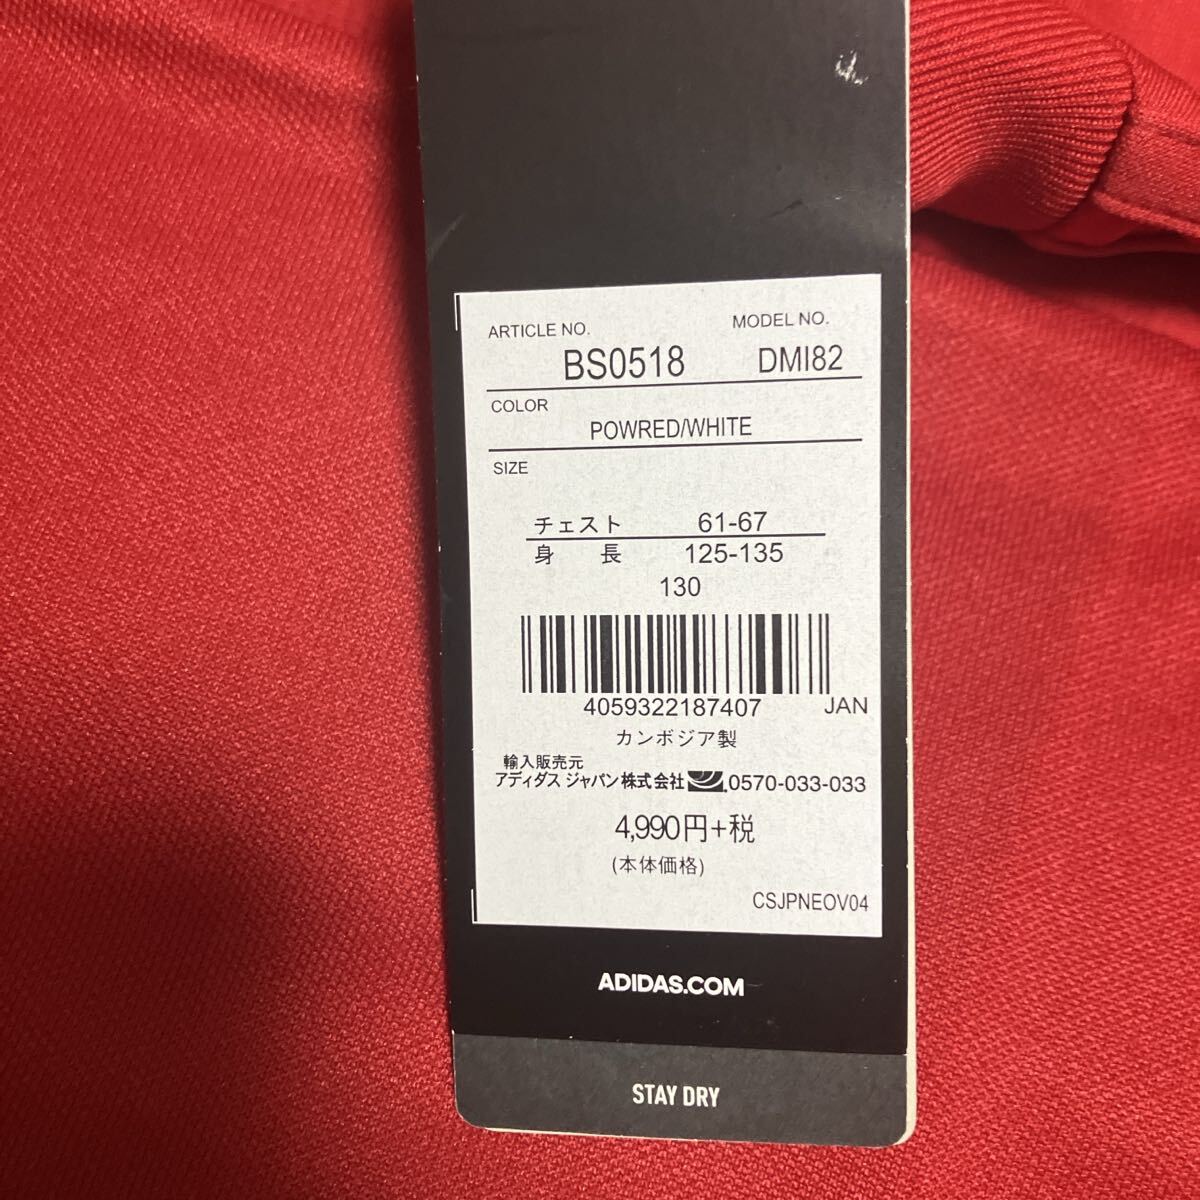 ARTICLE NO. MODEL NO.
BS0518 DMI82
COLOR
POWRED/WHITE
SIZE
チェスト 61-67
身 長 125-135
130
4059322187407 JAN
カンボジア製
輸入販売元
アディダス ジャパン株式会社 0570-033-033
4,990円+税
(本体価格)
CSJPNEOV04
ADIDAS.COM
STAY DRY